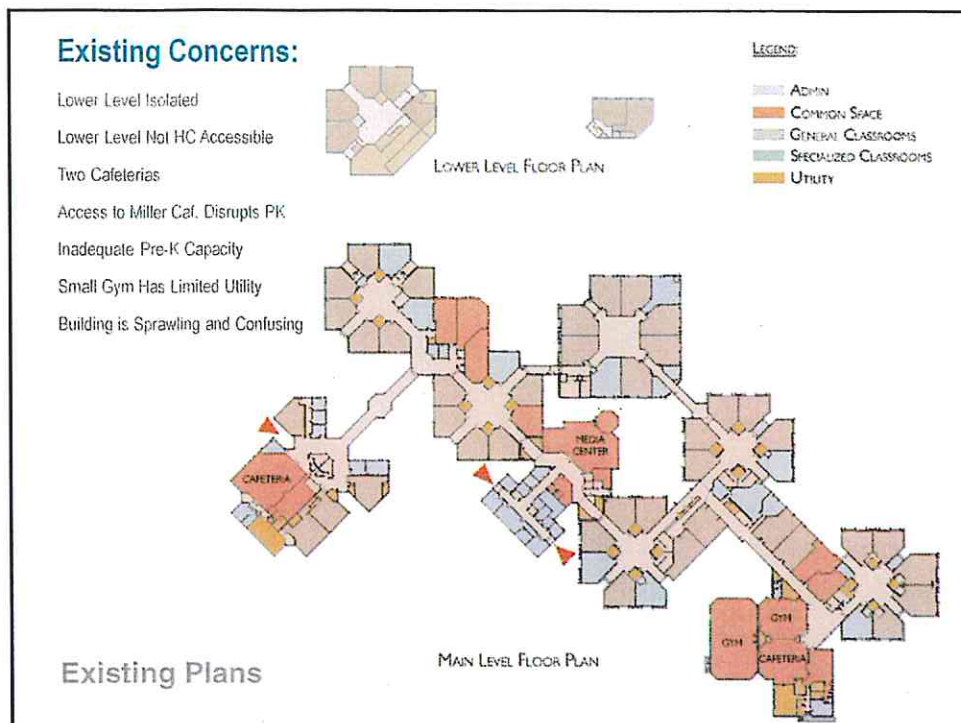 Existing Concerns:
Lower Level Isolated
Lower Level Not HC Accessible
Two Cafeterias
Access to Miller Caf. Disrupts PK
Inadequate Pre-K Capacity
Small Gym Has Limited Utility
Building is Sprawling and Confusing
LEGEND:
ADMIN
COMMON SPACE
GENERAL CLASSROOMS
SPECIALIZED CLASSROOMS
UTILITY
LOWER LEVEL FLOOR PLAN
MEDIA
CENTER
CAFETERIA
GYM
GYM
CAFETERIA
MAIN LEVEL FLOOR PLAN
Existing Plans